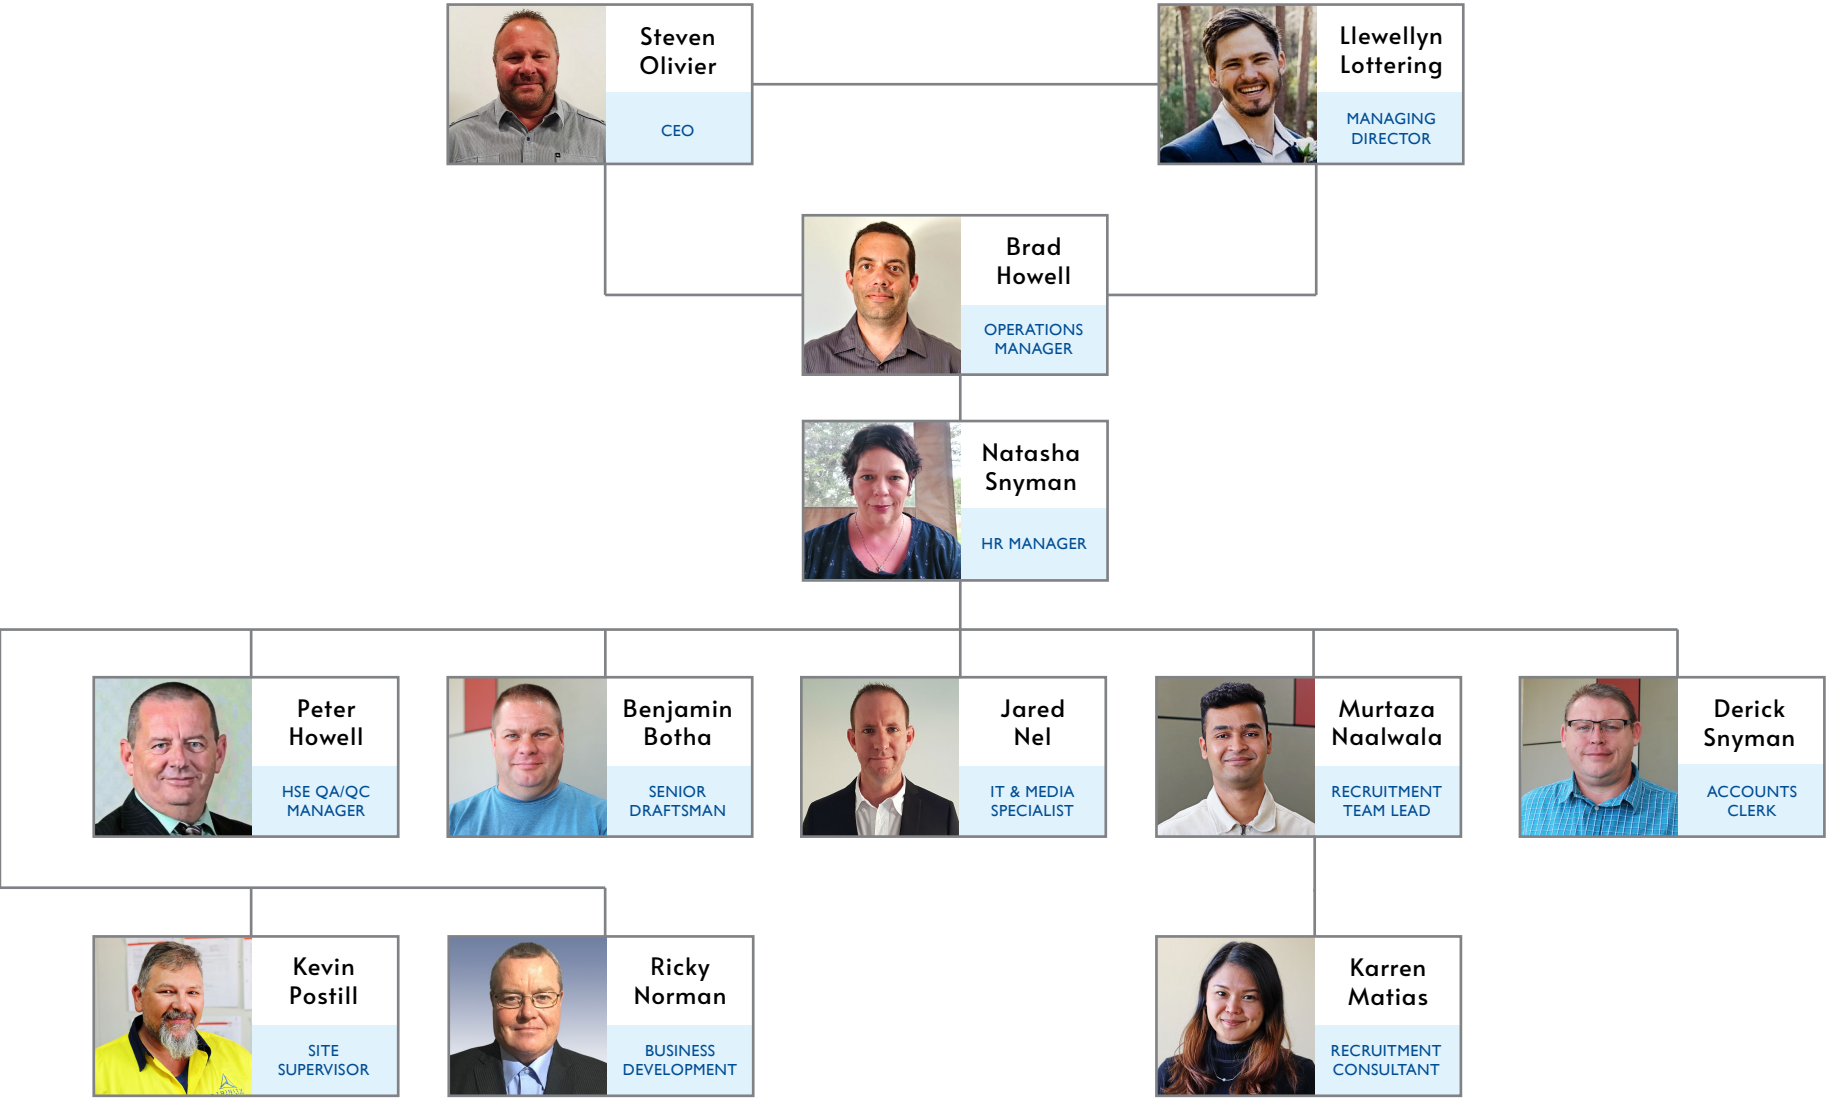 Steven
Olivier
CEO
Llewellyn
Lottering
MANAGING
DIRECTOR
Brad
Howell
OPERATIONS
MANAGER
Natasha
Snyman
HR MANAGER
Peter
Howell
HSE QA/QC
MANAGER
Benjamin
Botha
SENIOR
DRAFTSMAN
Jared
Nel
IT & MEDIA
SPECIALIST
Murtaza
Naalwala
RECRUITMENT
TEAM LEAD
Derick
Snyman
ACCOUNTS
CLERK
Kevin
Postill
SITE
SUPERVISOR
Ricky
Norman
BUSINESS
DEVELOPMENT
Karren
Matias
RECRUITMENT
CONSULTANT